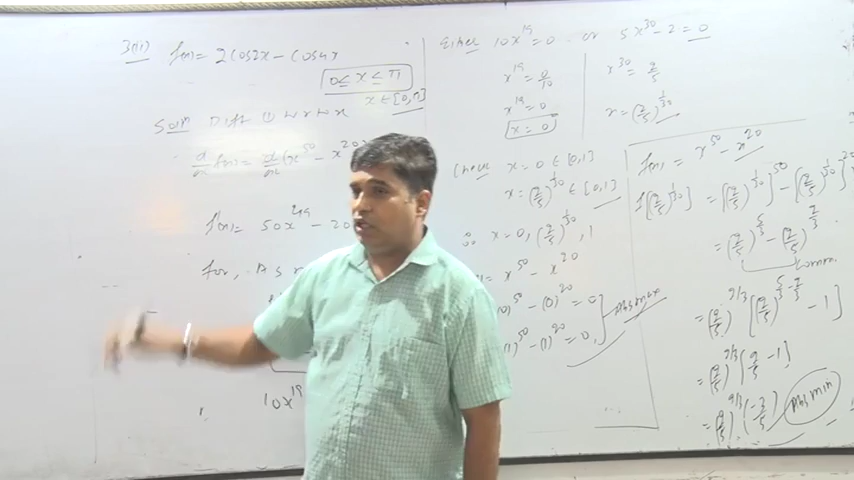 3(ii) f(x) = 2 Cos2x - Cos4x
0 ≤ x ≤ π
x ∈ [0, π]
Soln Diff ① w.r.t x
d/dx f(x) = d/dx (x^50 - x^20
f'(x) = 50x^49 - 20
for, A s
10x^19
Either 10x^19 = 0 or 5x^30 - 2 = 0
x^19 = 0/10
x^19 = 0
x = 0
x^30 = 2/5
x = (2/5)^1/30
Check x = 0 ∈ [0,1]
x = (2/5)^1/30 ∈ [0,1]
∴ x = 0, (2/5)^1/30, 1
= x^50 - x^20
(0)^50 - (0)^20 = 0
(1)^50 - (1)^20 = 0
Abs max
f(x) = x^50 - x^20
f[(2/5)^1/30] = [(2/5)^1/30]^50 - [(2/5)^1/30]^20
= (2/5)^5/3 - (2/5)^2/3
Common
= (2/5)^2/3 [(2/5)^5/3-2/3 - 1]
= (2/5)^2/3 [2/5 - 1]
= (2/5)^2/3 (-3/5)
Abs min